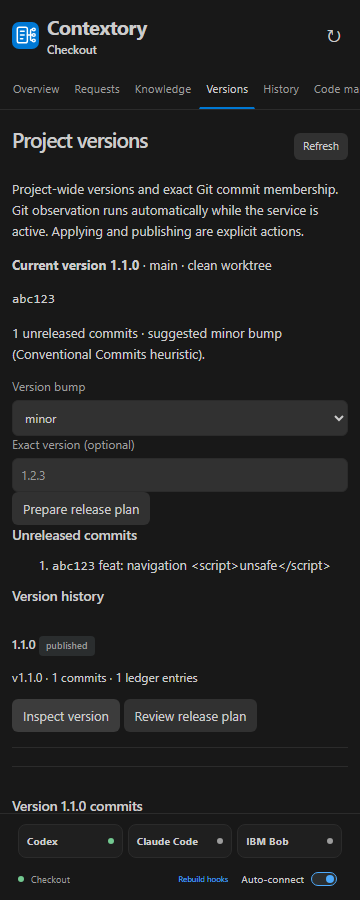 Contextory
Checkout
Overview Requests Knowledge Versions History Code ma
Project versions
Refresh
Project-wide versions and exact Git commit membership.
Git observation runs automatically while the service is
active. Applying and publishing are explicit actions.
Current version 1.1.0 · main · clean worktree
abc123
1 unreleased commits · suggested minor bump
(Conventional Commits heuristic).
Version bump
minor
Exact version (optional)
1.2.3
Prepare release plan
Unreleased commits
1. abc123 feat: navigation <script>unsafe</script>
Version history
1.1.0 published
v1.1.0 · 1 commits · 1 ledger entries
Inspect version Review release plan
Version 1.1.0 commits
Codex Claude Code IBM Bob
Checkout Rebuild hooks Auto-connect